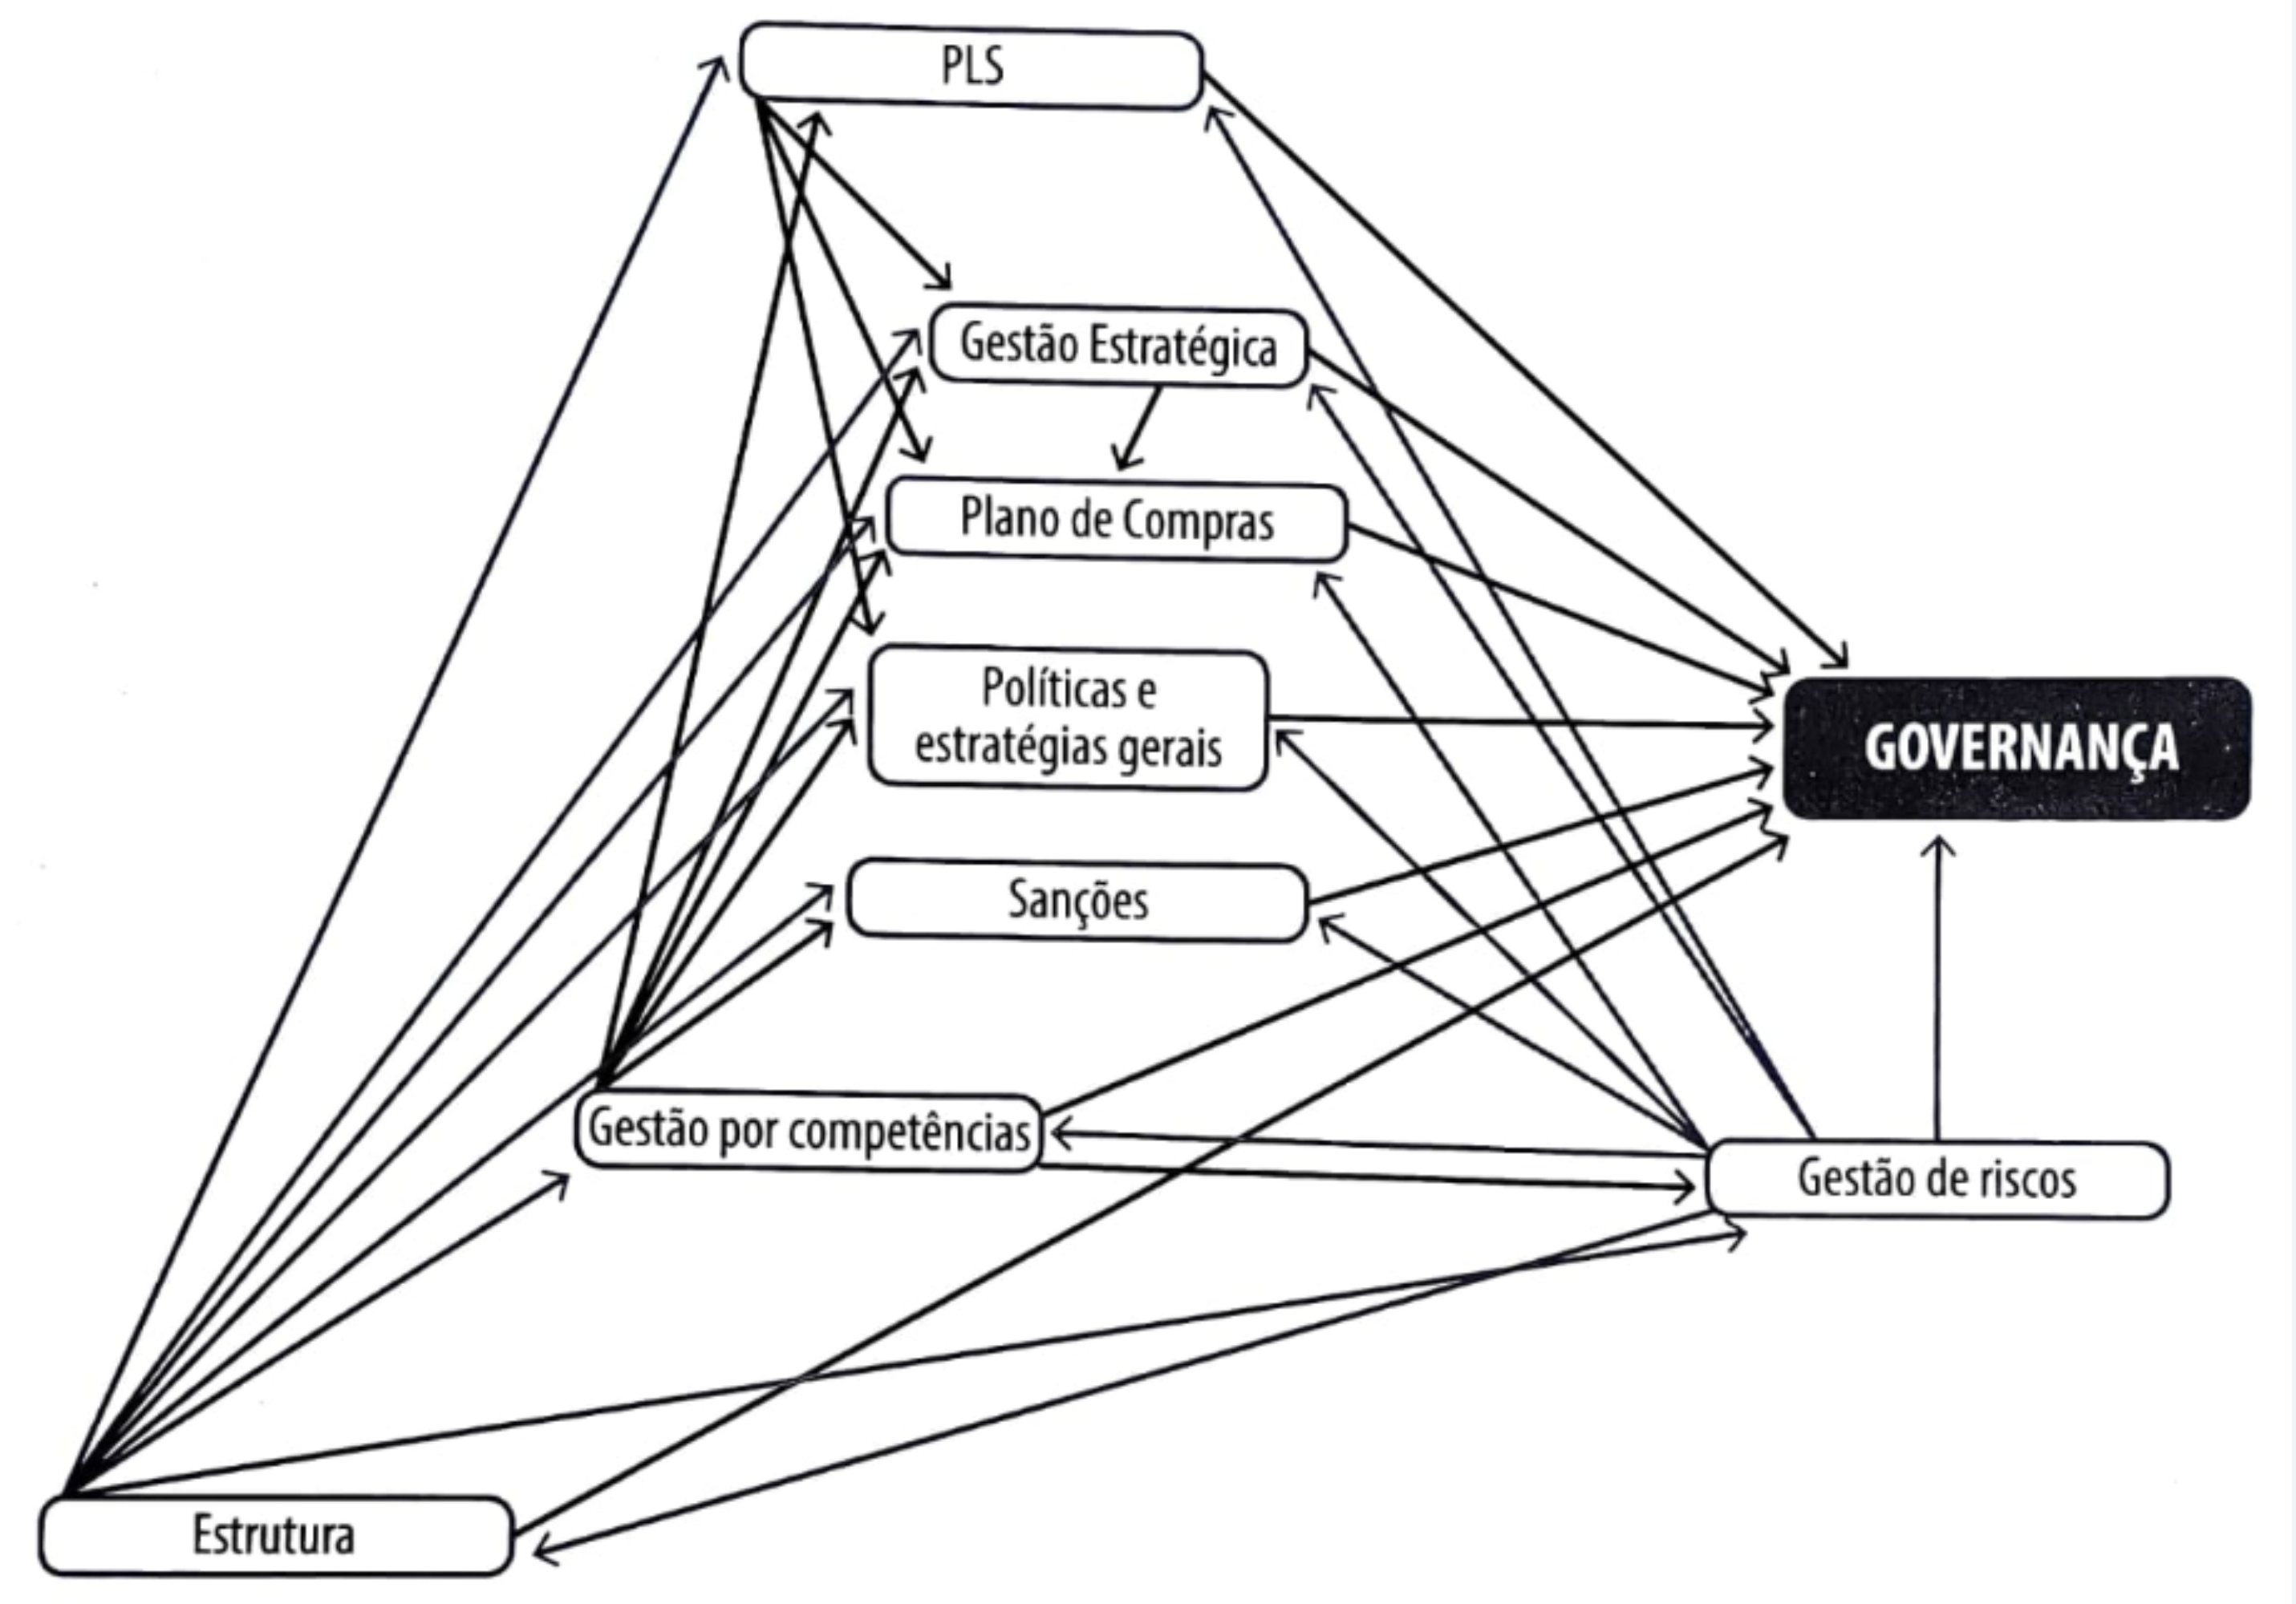 PLS
Gestão Estratégica
Plano de Compras
Políticas e
estratégias gerais
GOVERNANÇA
Sanções
Gestão por competências
Gestão de riscos
Estrutura